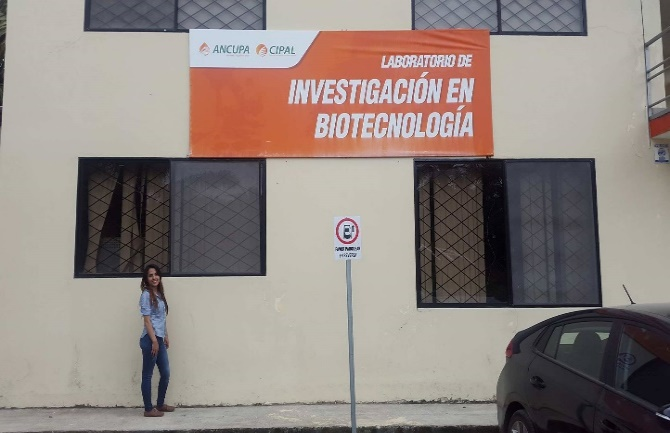 ANCUPA CIPAL
LABORATORIO DE
INVESTIGACIÓN EN
BIOTECNOLOGÍA